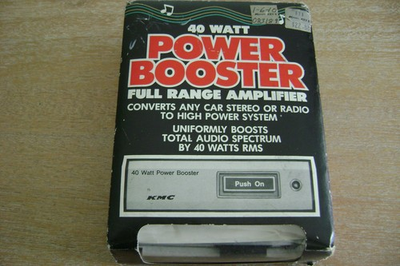 40 WATT
POWER
BOOSTER
FULL RANGE AMPLIFIER
CONVERTS ANY CAR STEREO OR RADIO
TO HIGH POWER SYSTEM
UNIFORMLY BOOSTS
TOTAL AUDIO SPECTRUM
BY 40 WATTS RMS
40 Watt Power Booster
Push On
KMC